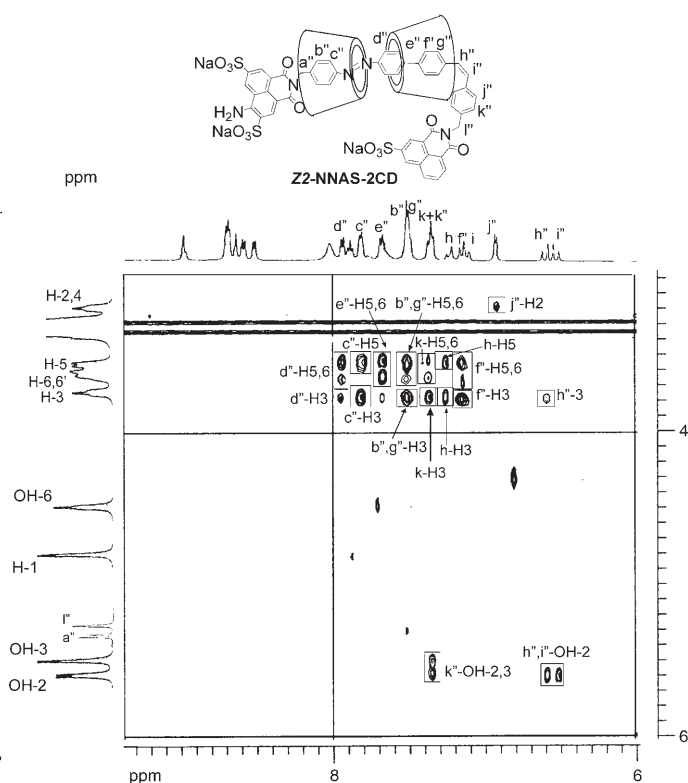 d" g"
b" e" f" h"
NaO₃S O c" i"
a" N
N N j"
O k"
H₂N l"
NaO₃S O N O
NaO₃S
Z2-NNAS-2CD
ppm
b" g" j"
d" c" e" k+k" h" i"
h f" i
H-2,4
e"-H5,6 b",g"-H5,6 j"-H2
c"-H5 k-H5,6 h-H5
H-5 d"-H5,6 f"-H5,6
H-6,6'
H-3 d"-H3 f"-H3 h"-3
c"-H3
b",g"-H3 h-H3
k-H3
4
OH-6
H-1
l"
a"
OH-3 h",i"-OH-2
k"-OH-2,3
OH-2
6
ppm 8 6